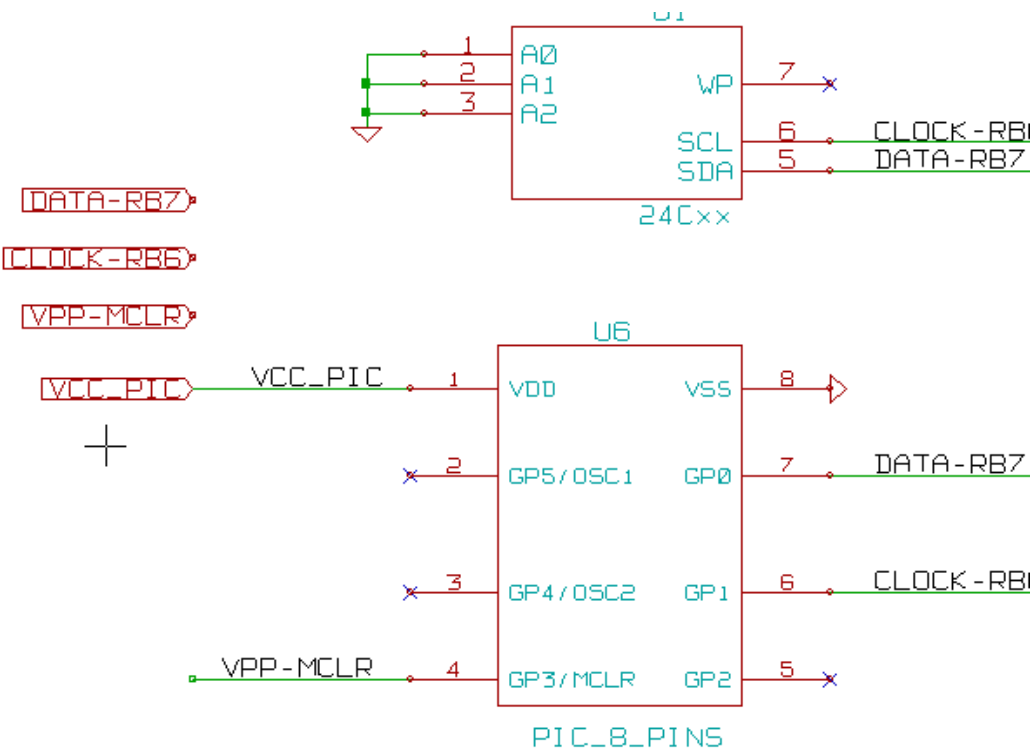 U1
1 A0
2 A1
3 A2
WP 7
SCL 6 CLOCK-RB
SDA 5 DATA-RB7
24Cxx
DATA-RB7
CLOCK-RB6
VPP-MCLR
VCC_PIC
U6
VCC_PIC 1 VDD
VSS 8
2 GP5/OSC1
GP0 7 DATA-RB7
3 GP4/OSC2
GP1 6 CLOCK-RB
VPP-MCLR 4 GP3/MCLR
GP2 5
PIC_8_PINS